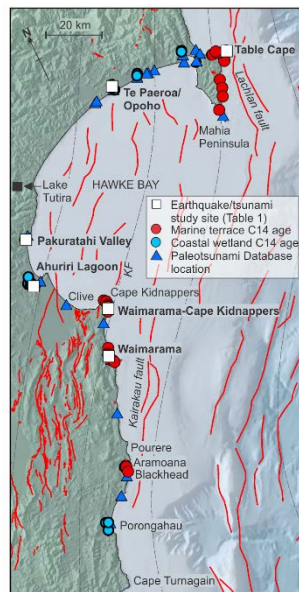 20 km
N
Table Cape
Te Paeroa/
Opoho
Lachlan fault
Mahia
Peninsula
Lake
Tutira
HAWKE BAY
Earthquake/tsunami
study site (Table 1)
Marine terrace C14 age
Coastal wetland C14 age
Paleotsunami Database
location
Pakuratahi Valley
Ahuriri Lagoon
KF
Clive
Cape Kidnappers
Waimarama-Cape Kidnappers
Waimarama
Kairakau fault
Pourere
Aramoana
Blackhead
Porongahau
Cape Turnagain